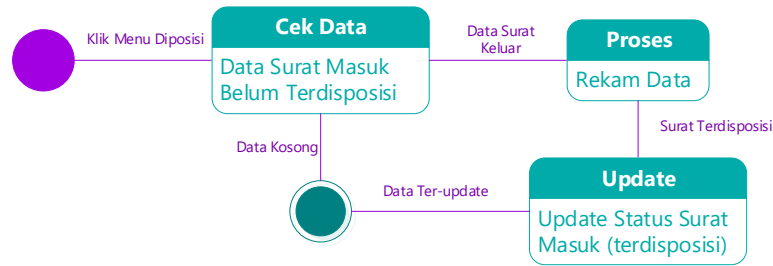 Klik Menu Diposisi
Cek Data
Data Surat Masuk
Belum Terdisposisi
Data Surat
Keluar
Proses
Rekam Data
Surat Terdisposisi
Data Kosong
Data Ter-update
Update
Update Status Surat
Masuk (terdisposisi)